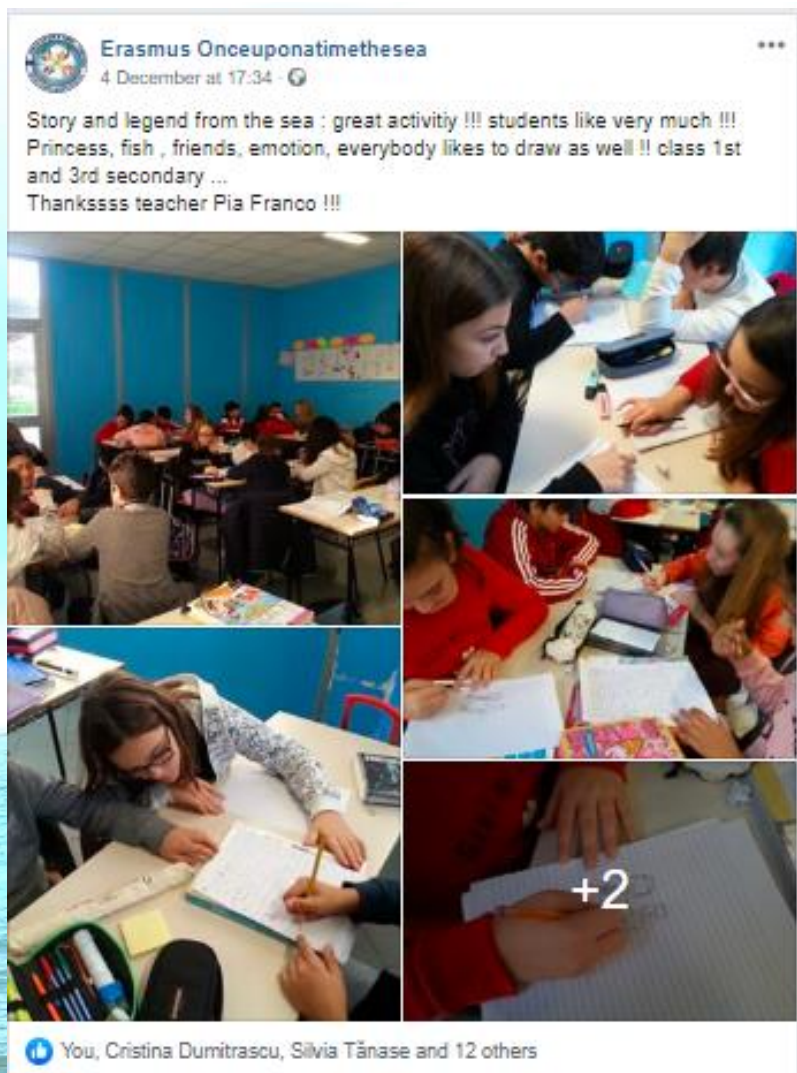 Erasmus Onceuponatimethesea
4 December at 17:34
Story and legend from the sea : great activitiy !!! students like very much !!!
Princess, fish , friends, emotion, everybody likes to draw as well !! class 1st
and 3rd secondary ...
Thankssss teacher Pia Franco !!!
+2
You, Cristina Dumitrascu, Silvia Tănase and 12 others